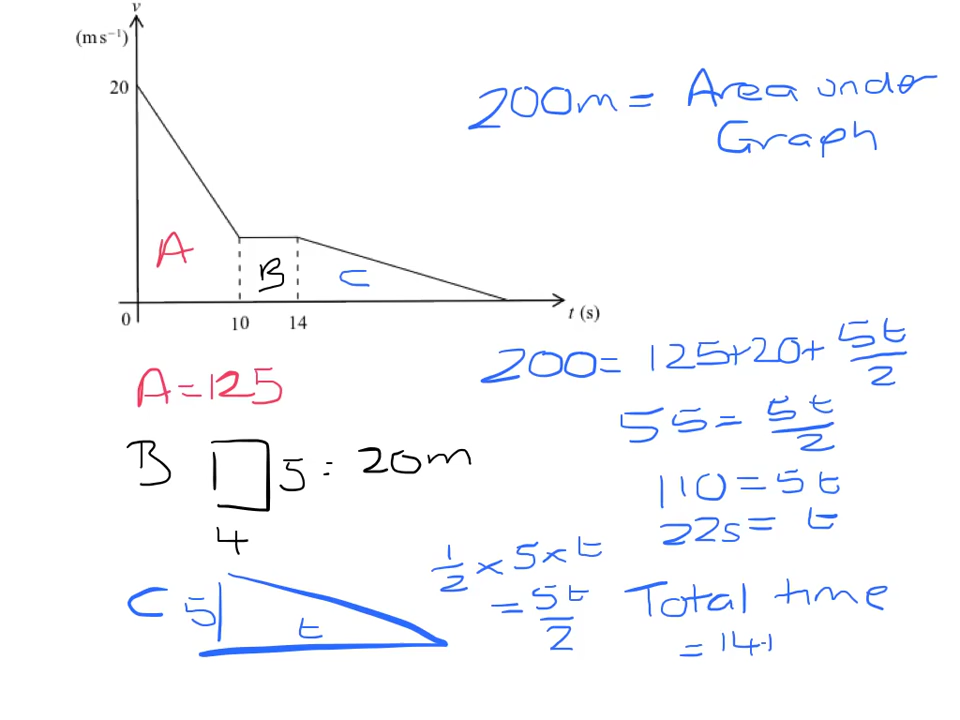 v
(m s⁻¹)
20
200m = Area under
Graph
A
B
C
0
10
14
t (s)
A=125
B
5 = 20m
4
200= 125+20+ 5t/2
55= 5t/2
110=5t
22s= t
C 5
t
1/2 × 5 × t
= 5t/2
Total time
= 14+